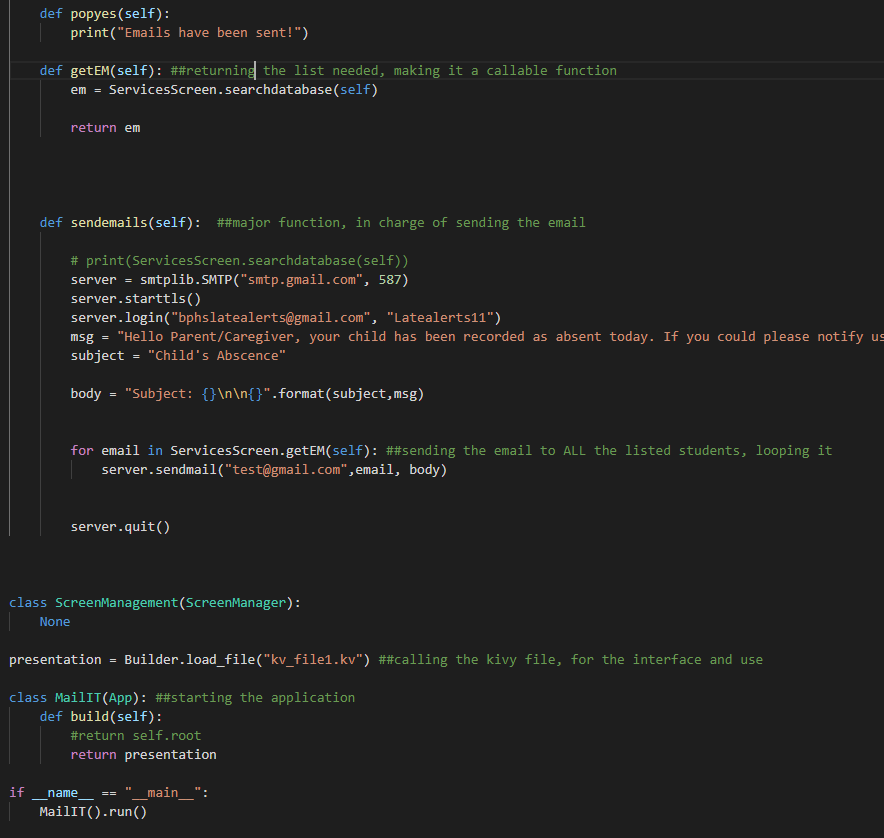 def popyes(self):
print("Emails have been sent!")
def getEM(self): ##returning the list needed, making it a callable function
em = ServicesScreen.searchdatabase(self)
return em
def sendemails(self):  ##major function, in charge of sending the email
# print(ServicesScreen.searchdatabase(self))
server = smtplib.SMTP("smtp.gmail.com", 587)
server.starttls()
server.login("bphslatealerts@gmail.com", "Latealerts11")
msg = "Hello Parent/Caregiver, your child has been recorded as absent today. If you could please notify us
subject = "Child's Abscence"
body = "Subject: {}\n\n{}".format(subject,msg)
for email in ServicesScreen.getEM(self): ##sending the email to ALL the listed students, looping it
server.sendmail("test@gmail.com",email, body)
server.quit()
class ScreenManagement(ScreenManager):
None
presentation = Builder.load_file("kv_file1.kv") ##calling the kivy file, for the interface and use
class MailIT(App): ##starting the application
def build(self):
#return self.root
return presentation
if __name__ == "__main__":
MailIT().run()